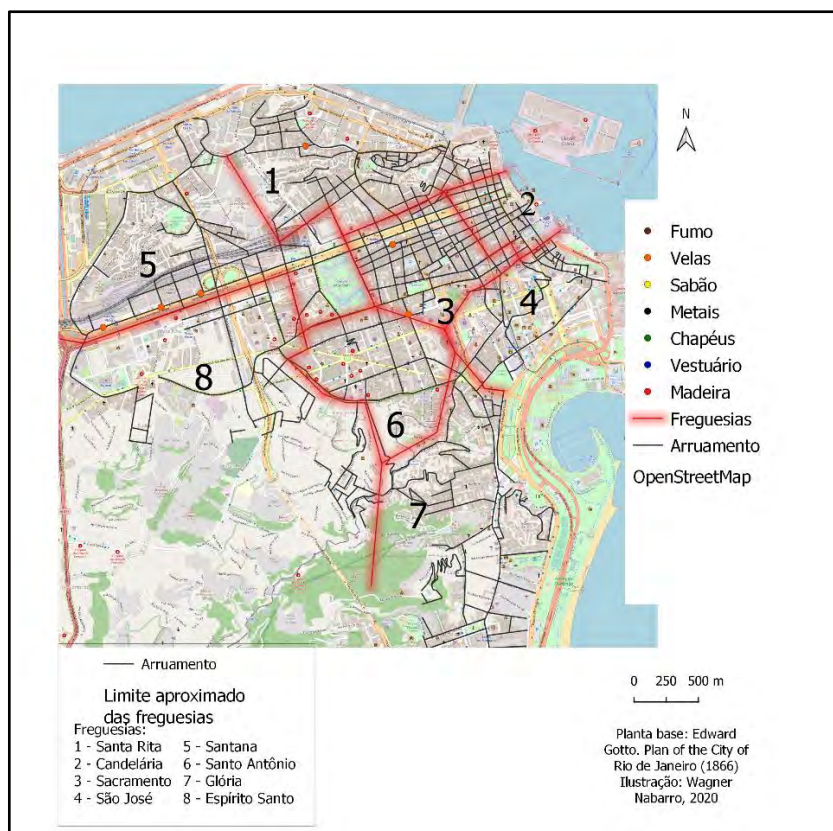 N
1
2
5
3
4
8
6
7
Fumo
Velas
Sabão
Metais
Chapéus
Vestuário
Madeira
Freguesias
Arruamento
OpenStreetMap
Arruamento
Limite aproximado
das freguesias
Freguesias:
1 - Santa Rita 5 - Santana
2 - Candelária 6 - Santo Antônio
3 - Sacramento 7 - Glória
4 - São José 8 - Espírito Santo
0 250 500 m
Planta base: Edward
Gotto. Plan of the City of
Rio de Janeiro (1866)
Ilustração: Wagner
Nabarro, 2020